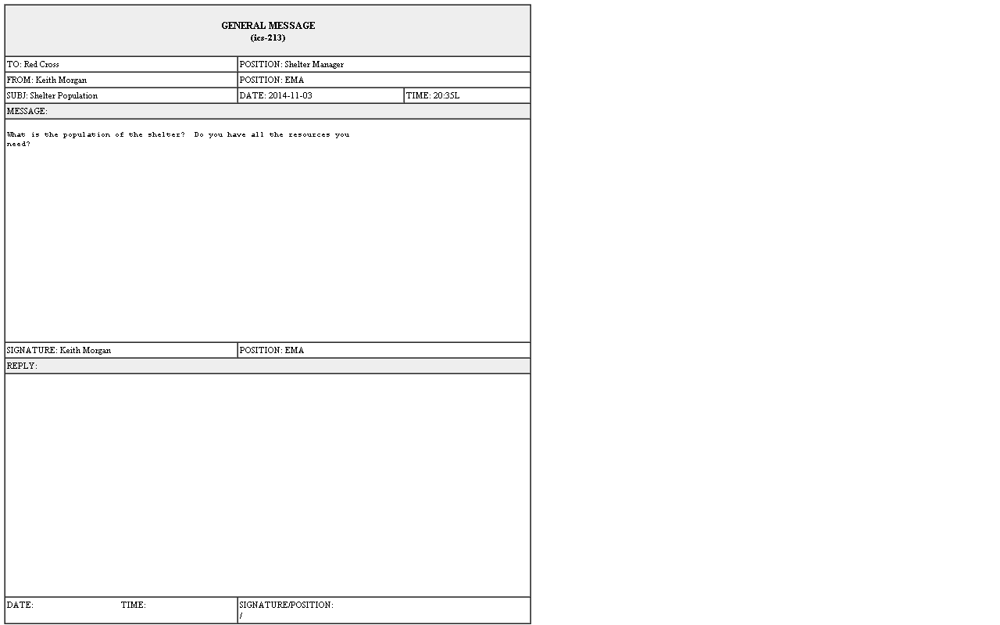 GENERAL MESSAGE
(ics-213)
TO: Red Cross POSITION: Shelter Manager
FROM: Keith Morgan POSITION: EMA
SUBJ: Shelter Population DATE: 2014-11-03 TIME: 20:35L
MESSAGE:
What is the population of the shelter?  Do you have all the resources you
need?
SIGNATURE: Keith Morgan POSITION: EMA
REPLY:
DATE: TIME: SIGNATURE/POSITION:
/